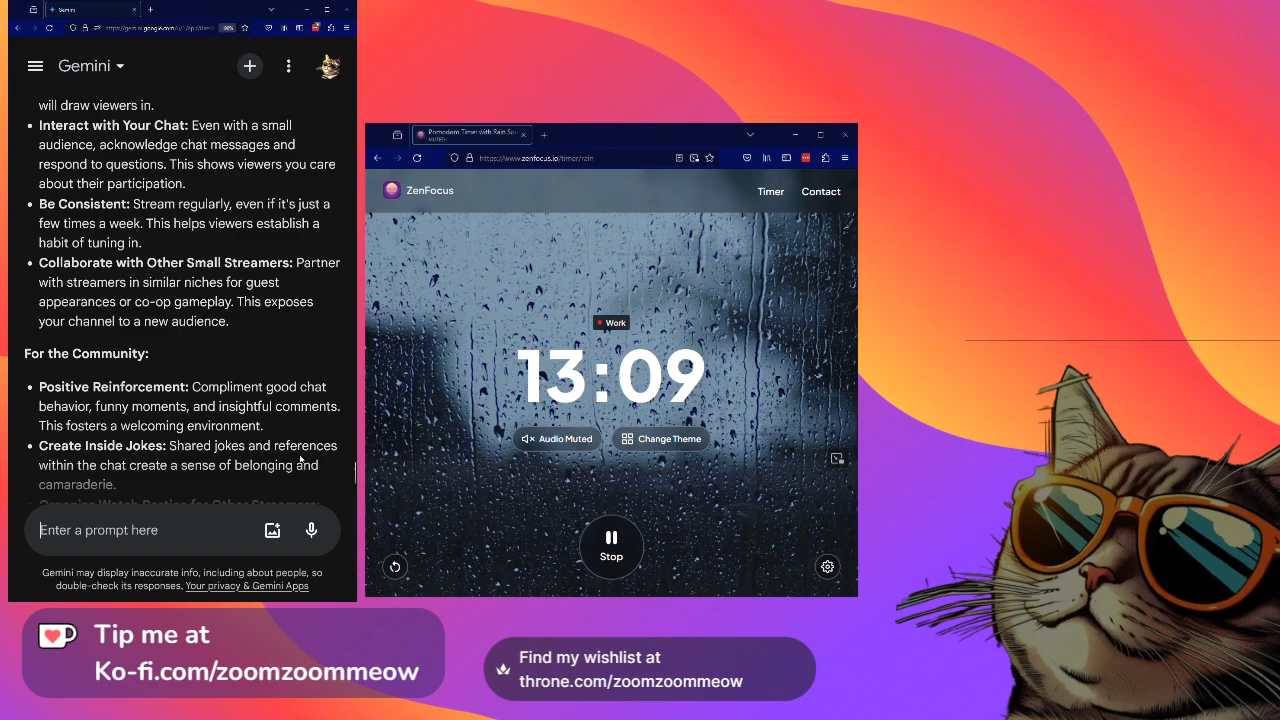 Gemini
Gemini
will draw viewers in.
• Interact with Your Chat: Even with a small
audience, acknowledge chat messages and
respond to questions. This shows viewers you care
about their participation.
• Be Consistent: Stream regularly, even if it's just a
few times a week. This helps viewers establish a
habit of tuning in.
• Collaborate with Other Small Streamers: Partner
with streamers in similar niches for guest
appearances or co-op gameplay. This exposes
your channel to a new audience.
For the Community:
• Positive Reinforcement: Compliment good chat
behavior, funny moments, and insightful comments.
This fosters a welcoming environment.
• Create Inside Jokes: Shared jokes and references
within the chat create a sense of belonging and
camaraderie.
Enter a prompt here
Gemini may display inaccurate info, including about people, so
double-check its responses. Your privacy & Gemini Apps
Pomodoro Timer with Rain
MUTED
https://www.zenfocus.io/timer/rain
ZenFocus
Timer
Contact
Work
13:09
Audio Muted
Change Theme
Stop
Tip me at
Ko-fi.com/zoomzoommeow
Find my wishlist at
throne.com/zoomzoommeow